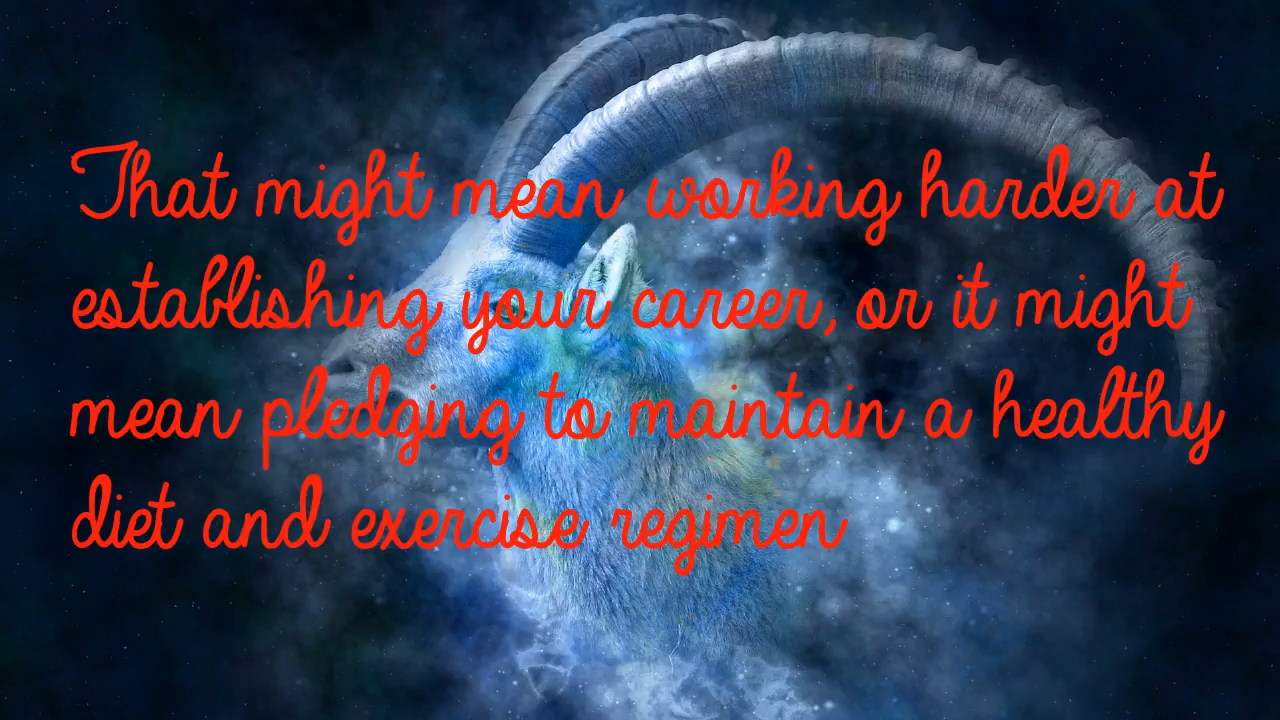 That might mean working harder at
establishing your career, or it might
mean pledging to maintain a healthy
diet and exercise regimen